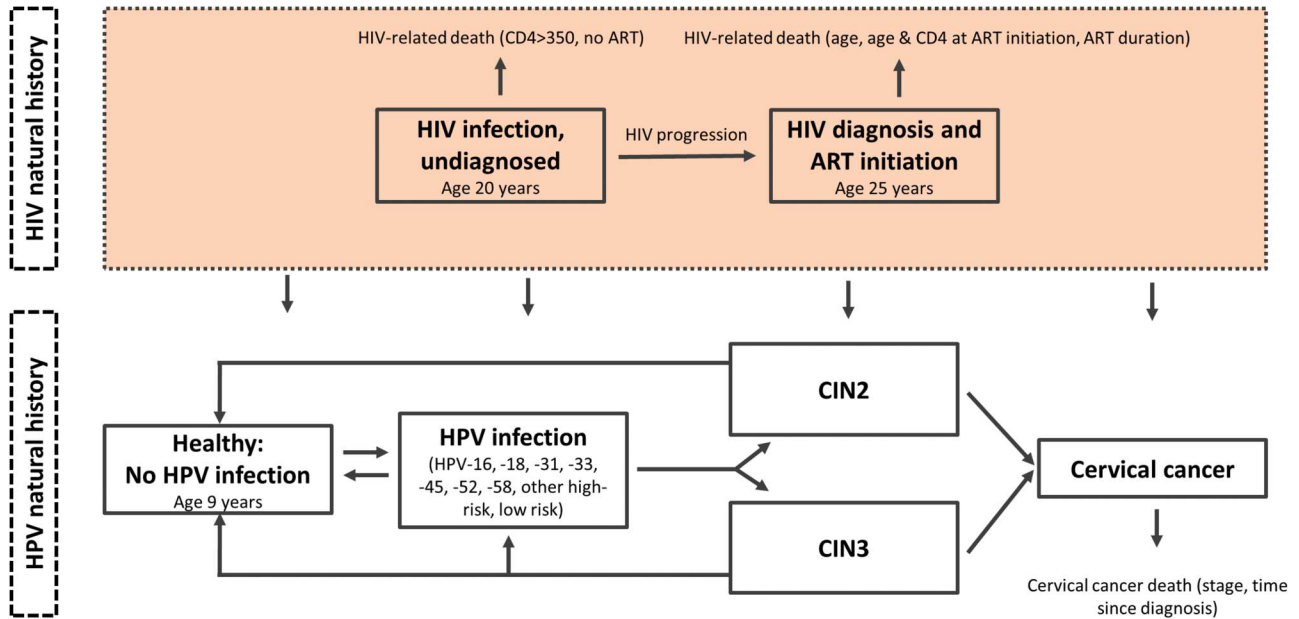 HIV natural history
HIV-related death (CD4>350, no ART)
HIV-related death (age, age & CD4 at ART initiation, ART duration)
HIV infection,
undiagnosed
Age 20 years
HIV progression
HIV diagnosis and
ART initiation
Age 25 years
HPV natural history
Healthy:
No HPV infection
Age 9 years
HPV infection
(HPV-16, -18, -31, -33,
-45, -52, -58, other high-
risk, low risk)
CIN2
CIN3
Cervical cancer
Cervical cancer death (stage, time
since diagnosis)